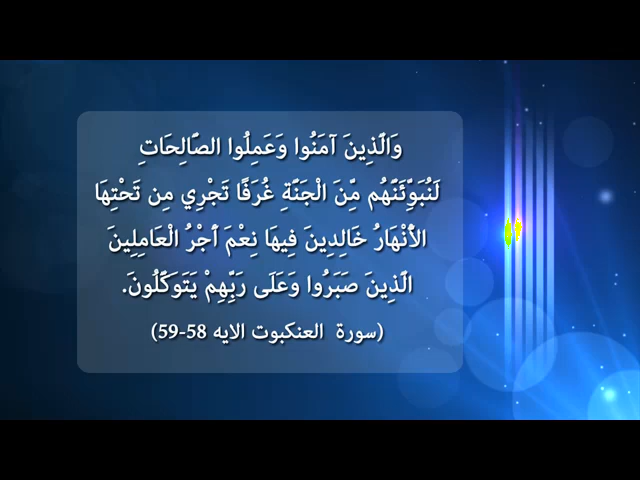 وَالَّذِينَ آمَنُوا وَعَمِلُوا الصَّالِحَاتِ
لَنُبَوِّئَنَّهُم مِّنَ الْجَنَّةِ غُرَفًا تَجْرِي مِن تَحْتِهَا
الأَنْهَارُ خَالِدِينَ فِيهَا نِعْمَ أَجْرُ الْعَامِلِينَ
الَّذِينَ صَبَرُوا وَعَلَى رَبِّهِمْ يَتَوَكَّلُونَ.
(سورة العنكبوت الايه 58-59)